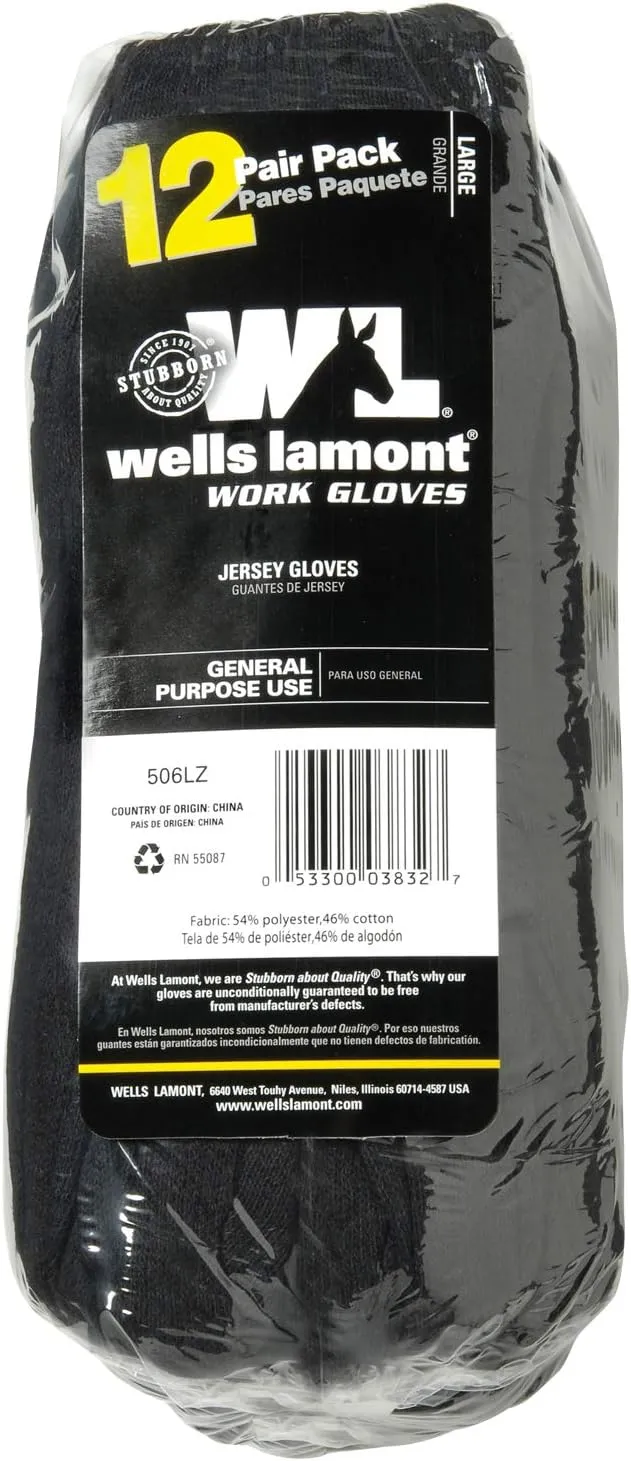 12 Pair Pack
Pares Paquete
LARGE
GRANDE
SINCE 1907
STUBBORN®
ABOUT QUALITY
WL®
wells lamont®
WORK GLOVES
JERSEY GLOVES
GUANTES DE JERSEY
GENERAL
PURPOSE USE
PARA USO GENERAL
506LZ
COUNTRY OF ORIGIN: CHINA
PAÍS DE ORIGEN: CHINA
RN 55087
0 53300 03832 7
Fabric: 54% polyester,46% cotton
Tela de 54% de poliéster,46% de algodón
At Wells Lamont, we are Stubborn about Quality®. That's why our
gloves are unconditionally guaranteed to be free
from manufacturer's defects.
En Wells Lamont, nosotros somos Stubborn about Quality®. Por eso nuestros
guantes están garantizados incondicionalmente que no tienen defectos de fabricatión.
WELLS LAMONT, 6640 West Touhy Avenue, Niles, Illinois 60714-4587 USA
www.wellslamont.com